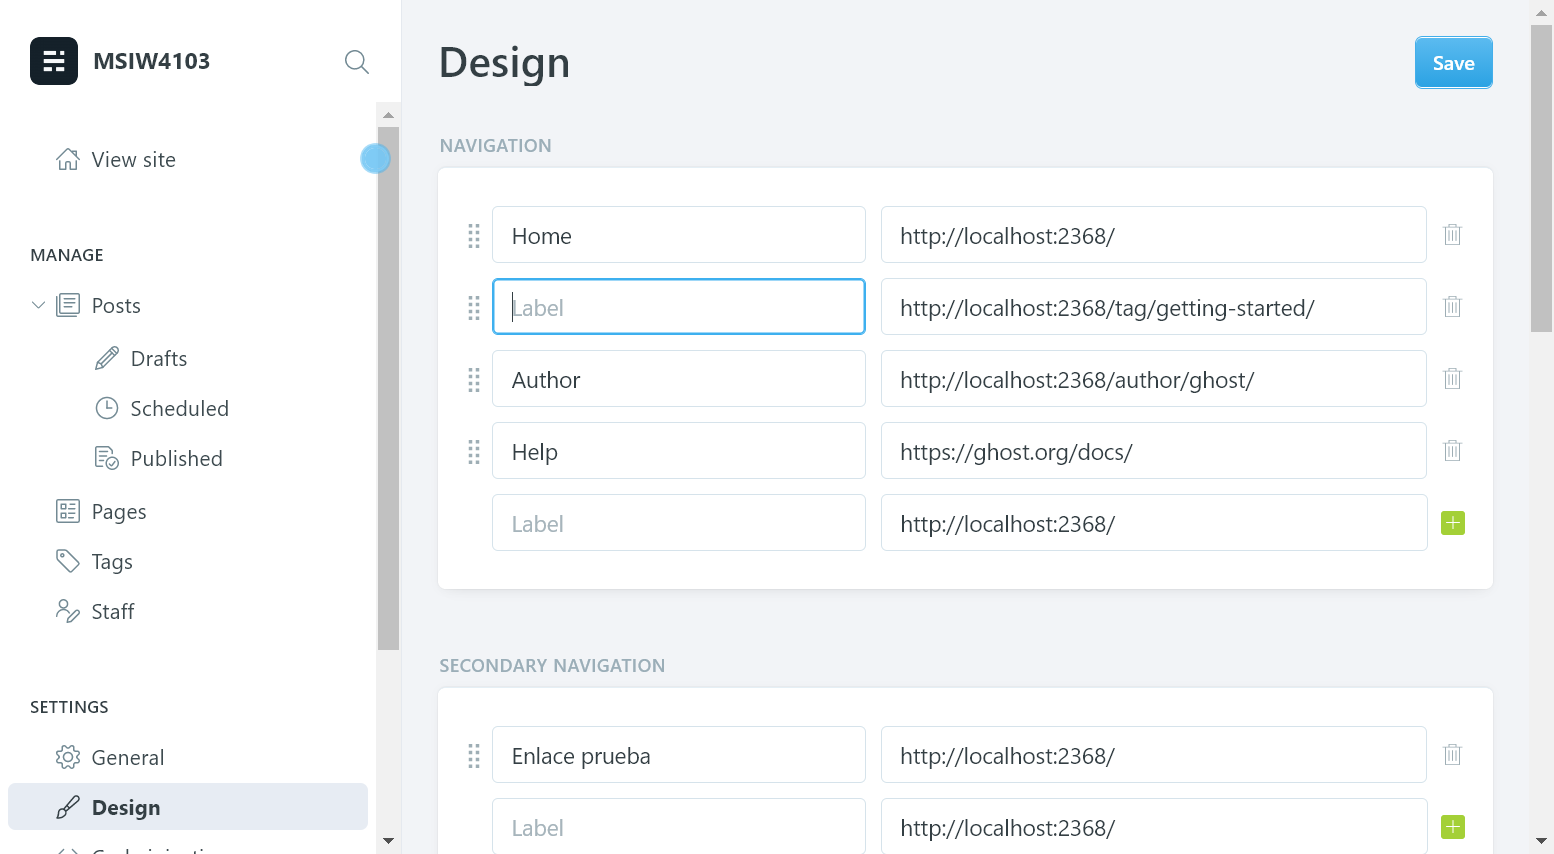 MSIW4103
View site
MANAGE
Posts
Drafts
Scheduled
Published
Pages
Tags
Staff
SETTINGS
General
Design
Design
Save
NAVIGATION
Home http://localhost:2368/
Label http://localhost:2368/tag/getting-started/
Author http://localhost:2368/author/ghost/
Help https://ghost.org/docs/
Label http://localhost:2368/
SECONDARY NAVIGATION
Enlace prueba http://localhost:2368/
Label http://localhost:2368/